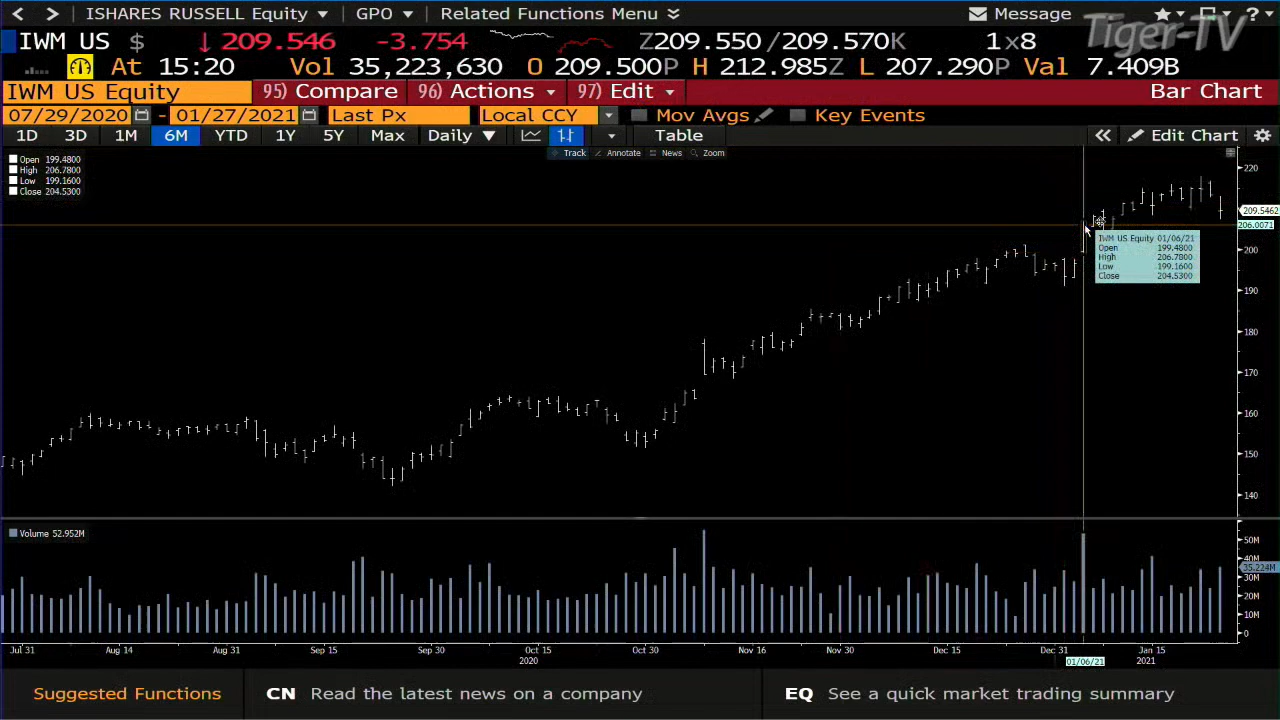 < > ISHARES RUSSELL Equity ▼ GPO ▼ Related Functions Menu Message ?
Tiger-TV
IWM US $ ↓ 209.546 -3.754 Z209.550 /209.570K 1x8
At 15:20 Vol 35,223,630 O 209.500P H 212.985Z L 207.290P Val 7.409B
IWM US Equity 95) Compare 96) Actions 97) Edit Bar Chart
07/29/2020 - 01/27/2021 Last Px Local CCY Mov Avgs Key Events
1D 3D 1M 6M YTD 1Y 5Y Max Daily ▼ Table « Edit Chart
Track Annotate News Zoom
Open 199.4800
High 206.7800
Low 199.1600
Close 204.5300
220
209.5462
206.0071
200
190
180
170
160
150
140
IWM US Equity 01/06/21
Open 199.4800
High 206.7800
Low 199.1600
Close 204.5300
Volume 52.952M
50M
40M
35.224M
30M
20M
10M
0
Jul 31 Aug 14 Aug 31 Sep 15 Sep 30 Oct 15 Oct 30 Nov 16 Nov 30 Dec 15 Dec 31 Jan 15
2020 01/06/21 2021
Suggested Functions CN Read the latest news on a company EQ See a quick market trading summary